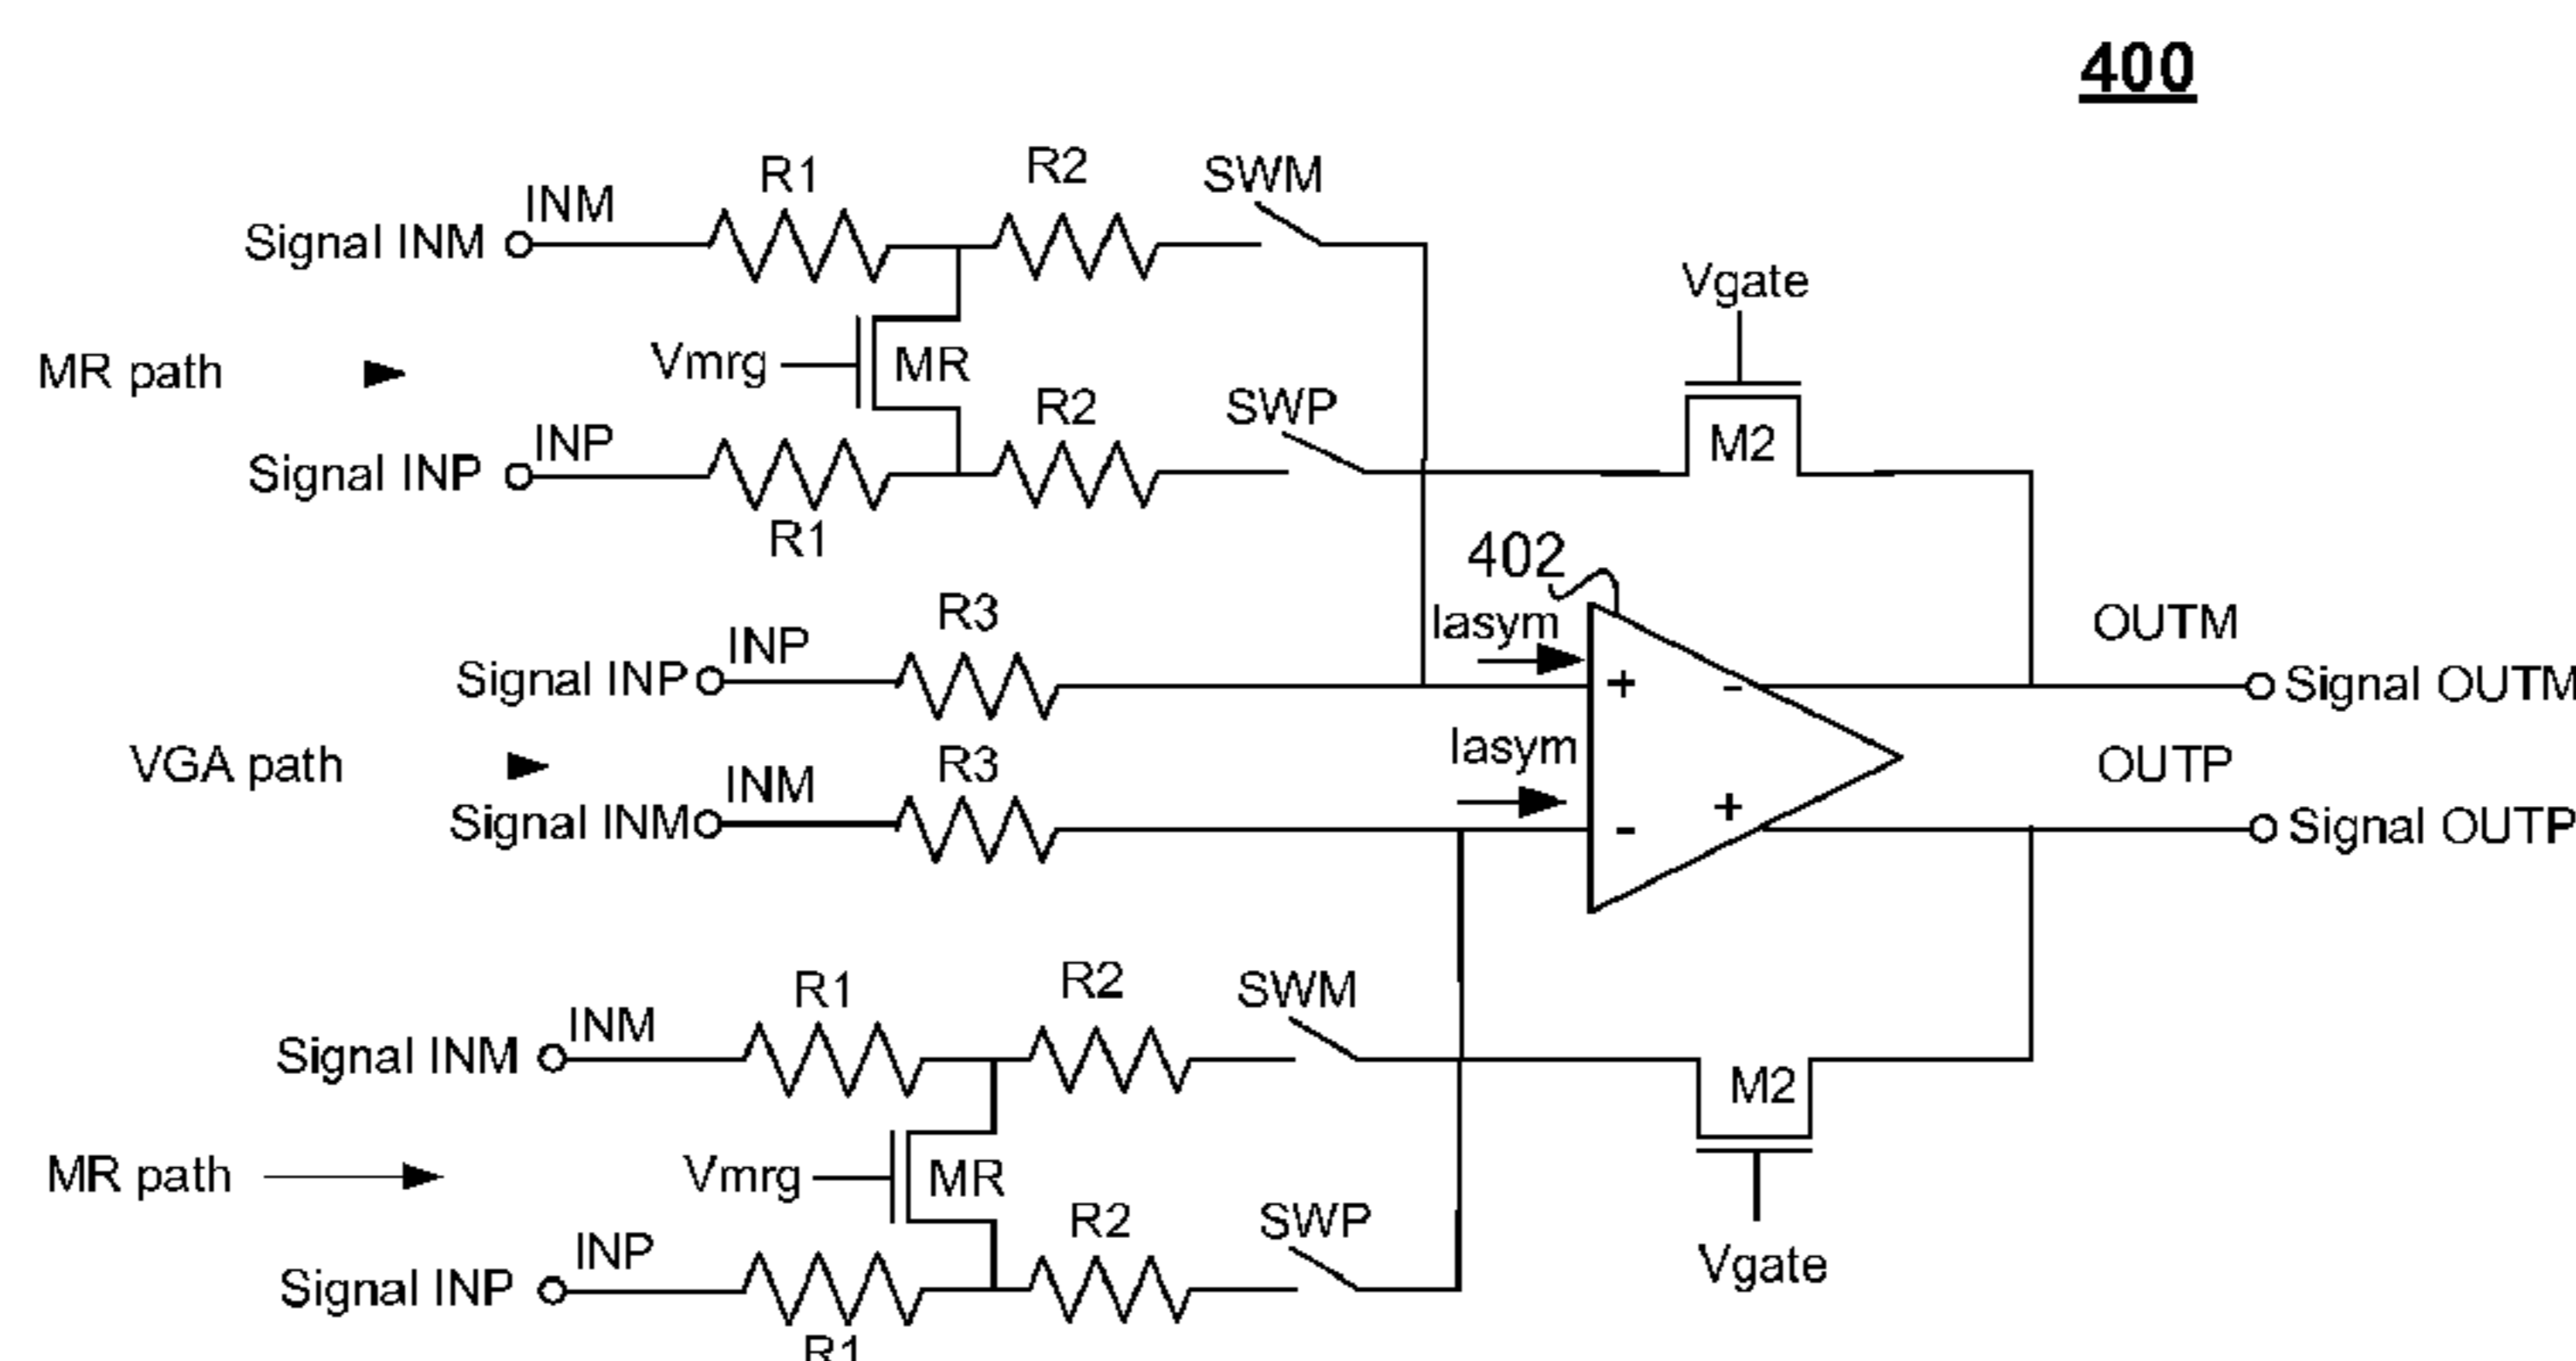 400
R1
R2
SWM
INM
Signal INM
Vgate
MR path
Vmrg
MR
R2
SWP
M2
INP
Signal INP
R1
402
R3
Iasym
OUTM
INP
Signal INP
+
-
Signal OUTM
VGA path
R3
Iasym
OUTP
INM
Signal INM
-
+
Signal OUTP
R1
R2
SWM
INM
Signal INM
M2
MR path
Vmrg
MR
R2
SWP
Vgate
INP
Signal INP
R1